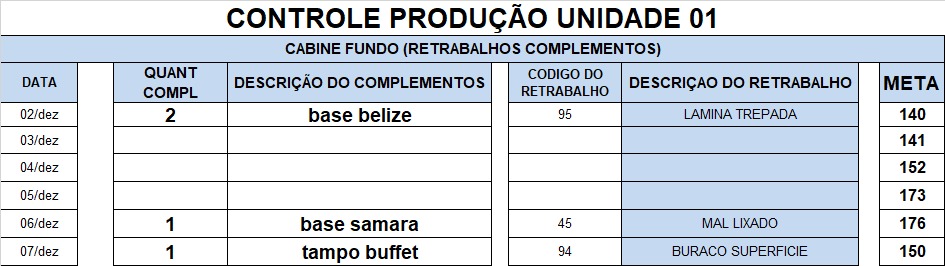 CONTROLE PRODUÇÃO UNIDADE 01
CABINE FUNDO (RETRABALHOS COMPLEMENTOS)
DATA QUANT COMPL DESCRIÇÃO DO COMPLEMENTOS CODIGO DO RETRABALHO DESCRIÇAO DO RETRABALHO META
02/dez 2 base belize 95 LAMINA TREPADA 140
03/dez 141
04/dez 152
05/dez 173
06/dez 1 base samara 45 MAL LIXADO 176
07/dez 1 tampo buffet 94 BURACO SUPERFICIE 150